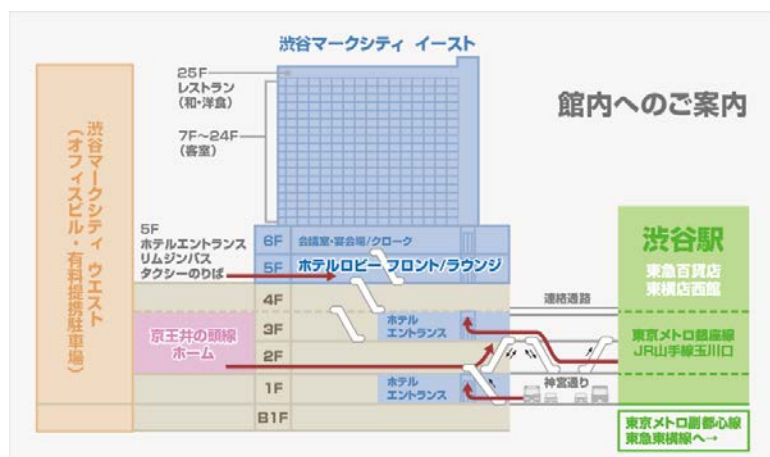 渋谷マークシティ イースト
館内へのご案内
25F
レストラン
(和・洋食)
7F〜24F
(客室)
渋谷マークシティ ウエスト
(オフィスビル・有料提携駐車場)
5F
ホテルエントランス
リムジンバス
タクシーのりば
6F 会議室・宴会場/クローク
5F ホテルロビー フロント/ラウンジ
4F
3F
2F
1F
B1F
京王井の頭線
ホーム
ホテル
エントランス
ホテル
エントランス
連絡通路
神宮通り
渋谷駅
東急百貨店
東横店西館
東京メトロ銀座線
JR山手線玉川口
東京メトロ副都心線
東急東横線へ→